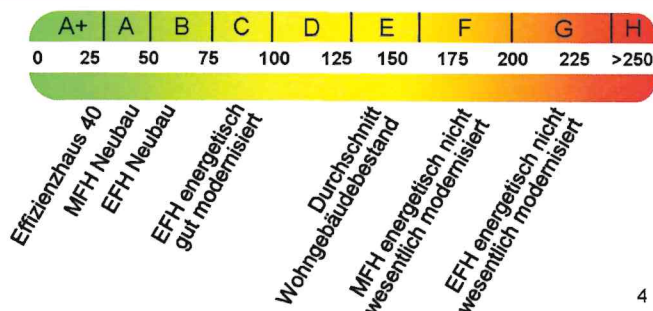 A+ A B C D E F G H
0 25 50 75 100 125 150 175 200 225 >250
Effizienzhaus 40
MFH Neubau
EFH Neubau
EFH energetisch
gut modernisiert
Durchschnitt
Wohngebäudebestand
MFH energetisch nicht
wesentlich modernisiert
EFH energetisch nicht
wesentlich modernisiert
4